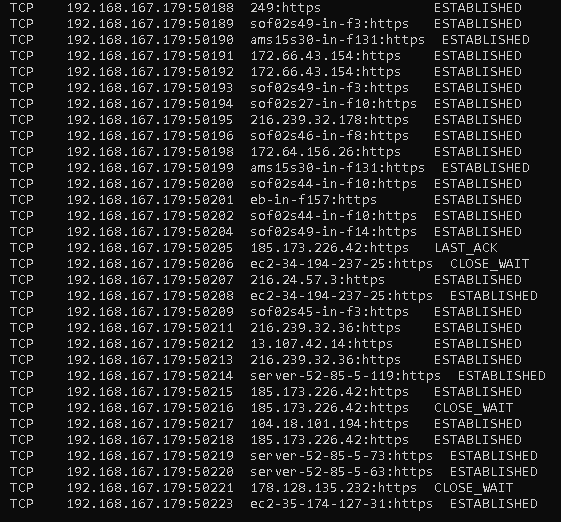 TCP 192.168.167.179:50188 249:https ESTABLISHED
TCP 192.168.167.179:50189 sof02s49-in-f3:https ESTABLISHED
TCP 192.168.167.179:50190 ams15s30-in-f131:https ESTABLISHED
TCP 192.168.167.179:50191 172.66.43.154:https ESTABLISHED
TCP 192.168.167.179:50192 172.66.43.154:https ESTABLISHED
TCP 192.168.167.179:50193 sof02s49-in-f3:https ESTABLISHED
TCP 192.168.167.179:50194 sof02s27-in-f10:https ESTABLISHED
TCP 192.168.167.179:50195 216.239.32.178:https ESTABLISHED
TCP 192.168.167.179:50196 sof02s46-in-f8:https ESTABLISHED
TCP 192.168.167.179:50198 172.64.156.26:https ESTABLISHED
TCP 192.168.167.179:50199 ams15s30-in-f131:https ESTABLISHED
TCP 192.168.167.179:50200 sof02s44-in-f10:https ESTABLISHED
TCP 192.168.167.179:50201 eb-in-f157:https ESTABLISHED
TCP 192.168.167.179:50202 sof02s44-in-f10:https ESTABLISHED
TCP 192.168.167.179:50204 sof02s49-in-f14:https ESTABLISHED
TCP 192.168.167.179:50205 185.173.226.42:https LAST_ACK
TCP 192.168.167.179:50206 ec2-34-194-237-25:https CLOSE_WAIT
TCP 192.168.167.179:50207 216.24.57.3:https ESTABLISHED
TCP 192.168.167.179:50208 ec2-34-194-237-25:https ESTABLISHED
TCP 192.168.167.179:50209 sof02s45-in-f3:https ESTABLISHED
TCP 192.168.167.179:50211 216.239.32.36:https ESTABLISHED
TCP 192.168.167.179:50212 13.107.42.14:https ESTABLISHED
TCP 192.168.167.179:50213 216.239.32.36:https ESTABLISHED
TCP 192.168.167.179:50214 server-52-85-5-119:https ESTABLISHED
TCP 192.168.167.179:50215 185.173.226.42:https ESTABLISHED
TCP 192.168.167.179:50216 185.173.226.42:https CLOSE_WAIT
TCP 192.168.167.179:50217 104.18.101.194:https ESTABLISHED
TCP 192.168.167.179:50218 185.173.226.42:https ESTABLISHED
TCP 192.168.167.179:50219 server-52-85-5-73:https ESTABLISHED
TCP 192.168.167.179:50220 server-52-85-5-63:https ESTABLISHED
TCP 192.168.167.179:50221 178.128.135.232:https CLOSE_WAIT
TCP 192.168.167.179:50223 ec2-35-174-127-31:https ESTABLISHED